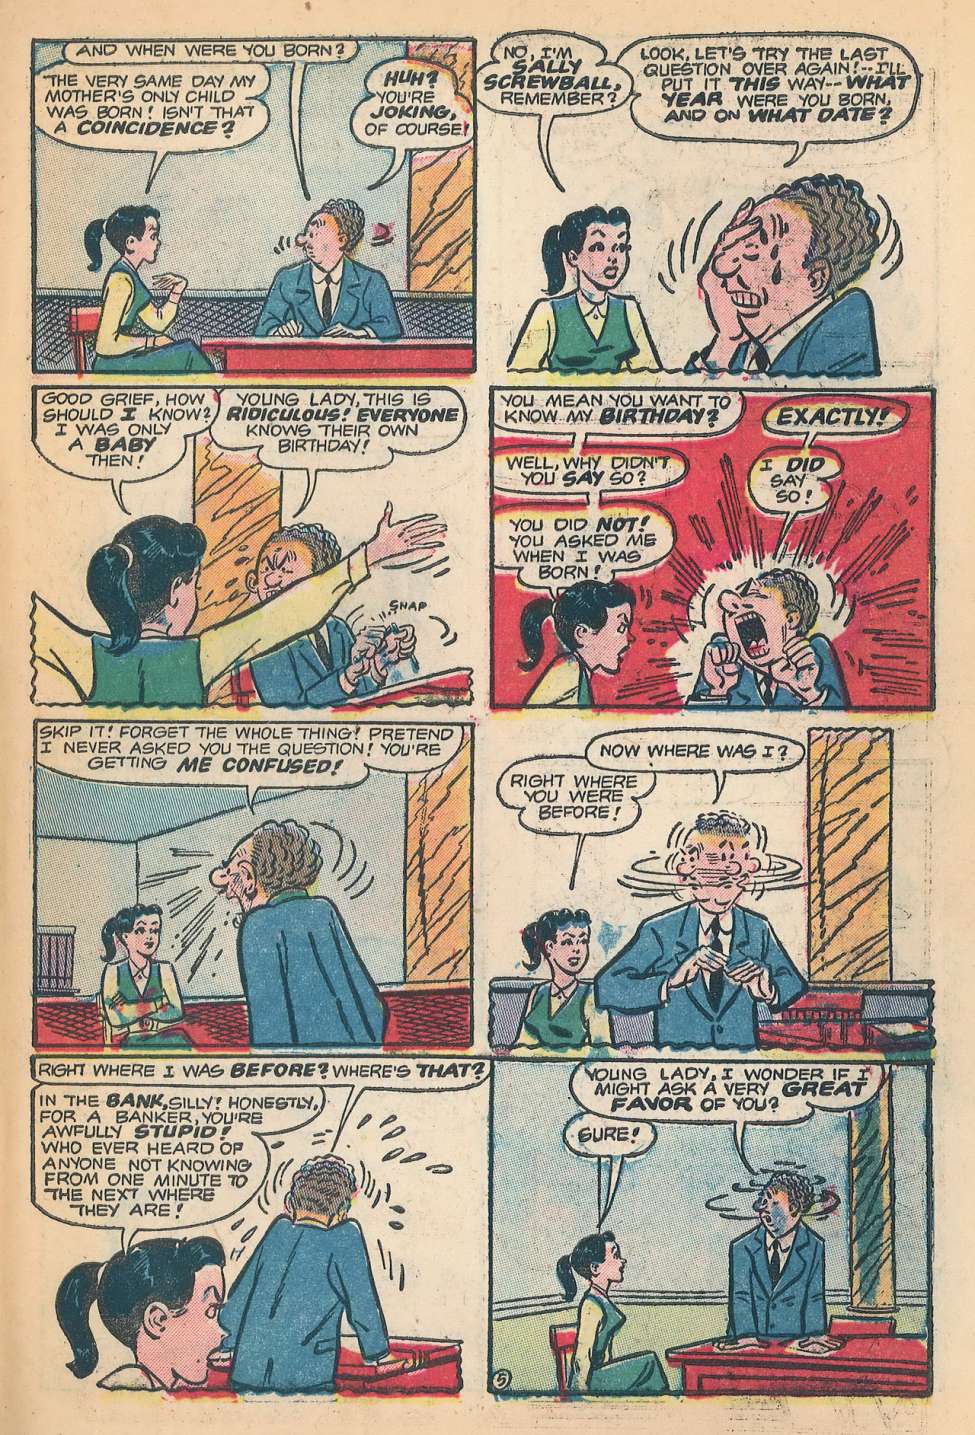 AND WHEN WERE YOU BORN?
THE VERY SAME DAY MY
MOTHER'S ONLY CHILD
WAS BORN! ISN'T THAT
A COINCIDENCE?
HUH?
YOU'RE
JOKING,
OF COURSE!
NO, I'M
SALLY
SCREWBALL,
REMEMBER?
LOOK, LET'S TRY THE LAST
QUESTION OVER AGAIN!--I'LL
PUT IT THIS WAY--WHAT
YEAR WERE YOU BORN,
AND ON WHAT DATE?
GOOD GRIEF, HOW
SHOULD I KNOW?
I WAS ONLY
A BABY
THEN!
YOUNG LADY, THIS IS
RIDICULOUS! EVERYONE
KNOWS THEIR OWN
BIRTHDAY!
SNAP
YOU MEAN YOU WANT TO
KNOW MY BIRTHDAY?
EXACTLY!
WELL, WHY DIDN'T
YOU SAY SO?
I DID
SAY
SO!
YOU DID NOT!
YOU ASKED ME
WHEN I WAS
BORN!
SKIP IT! FORGET THE WHOLE THING! PRETEND
I NEVER ASKED YOU THE QUESTION! YOU'RE
GETTING ME CONFUSED!
NOW WHERE WAS I?
RIGHT WHERE
YOU WERE
BEFORE!
RIGHT WHERE I WAS BEFORE? WHERE'S THAT?
IN THE BANK, SILLY! HONESTLY,
FOR A BANKER, YOU'RE
AWFULLY STUPID!
WHO EVER HEARD OF
ANYONE NOT KNOWING
FROM ONE MINUTE TO
THE NEXT WHERE
THEY ARE!
YOUNG LADY, I WONDER IF I
MIGHT ASK A VERY GREAT
FAVOR OF YOU?
SURE!
5